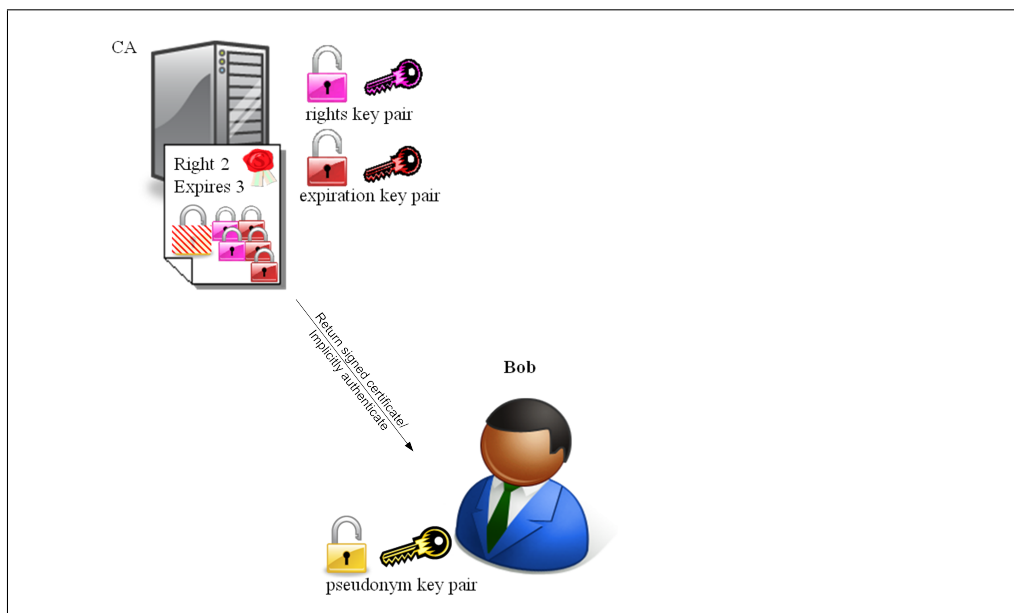 CA
rights key pair
Right 2
Expires 3
expiration key pair
Return signed certificate/
Implicitly authenticate
Bob
pseudonym key pair